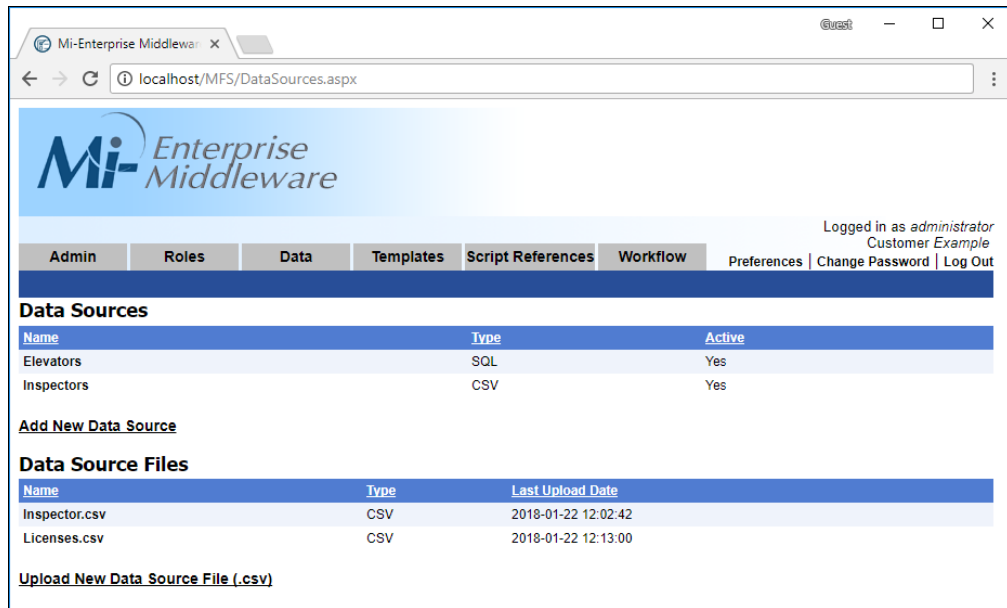 Guest
Mi-Enterprise Middlewar
localhost/MFS/DataSources.aspx
Mi- Enterprise
Middleware
Logged in as administrator
Customer Example
Admin Roles Data Templates Script References Workflow Preferences | Change Password | Log Out
Data Sources
Name Type Active
Elevators SQL Yes
Inspectors CSV Yes
Add New Data Source
Data Source Files
Name Type Last Upload Date
Inspector.csv CSV 2018-01-22 12:02:42
Licenses.csv CSV 2018-01-22 12:13:00
Upload New Data Source File (.csv)